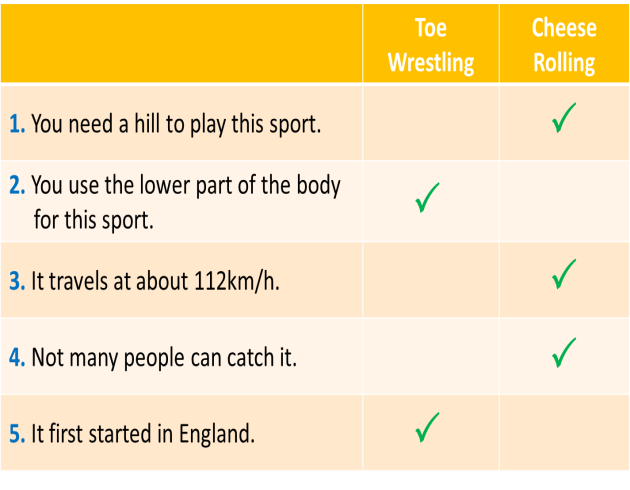 Toe Wrestling
Cheese Rolling
1. You need a hill to play this sport.
✓
2. You use the lower part of the body
for this sport.
✓
3. It travels at about 112km/h.
✓
4. Not many people can catch it.
✓
5. It first started in England.
✓